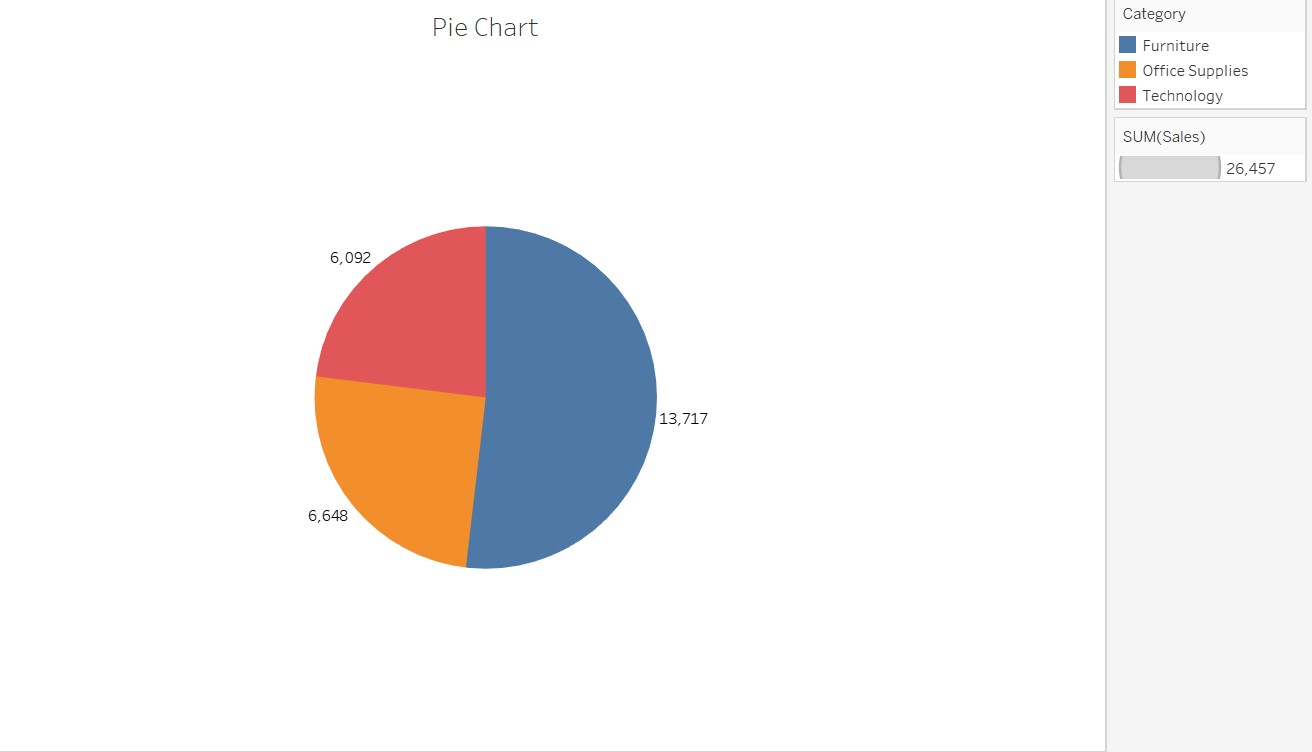 Pie Chart
6,092
13,717
6,648
Category
Furniture
Office Supplies
Technology
SUM(Sales)
26,457